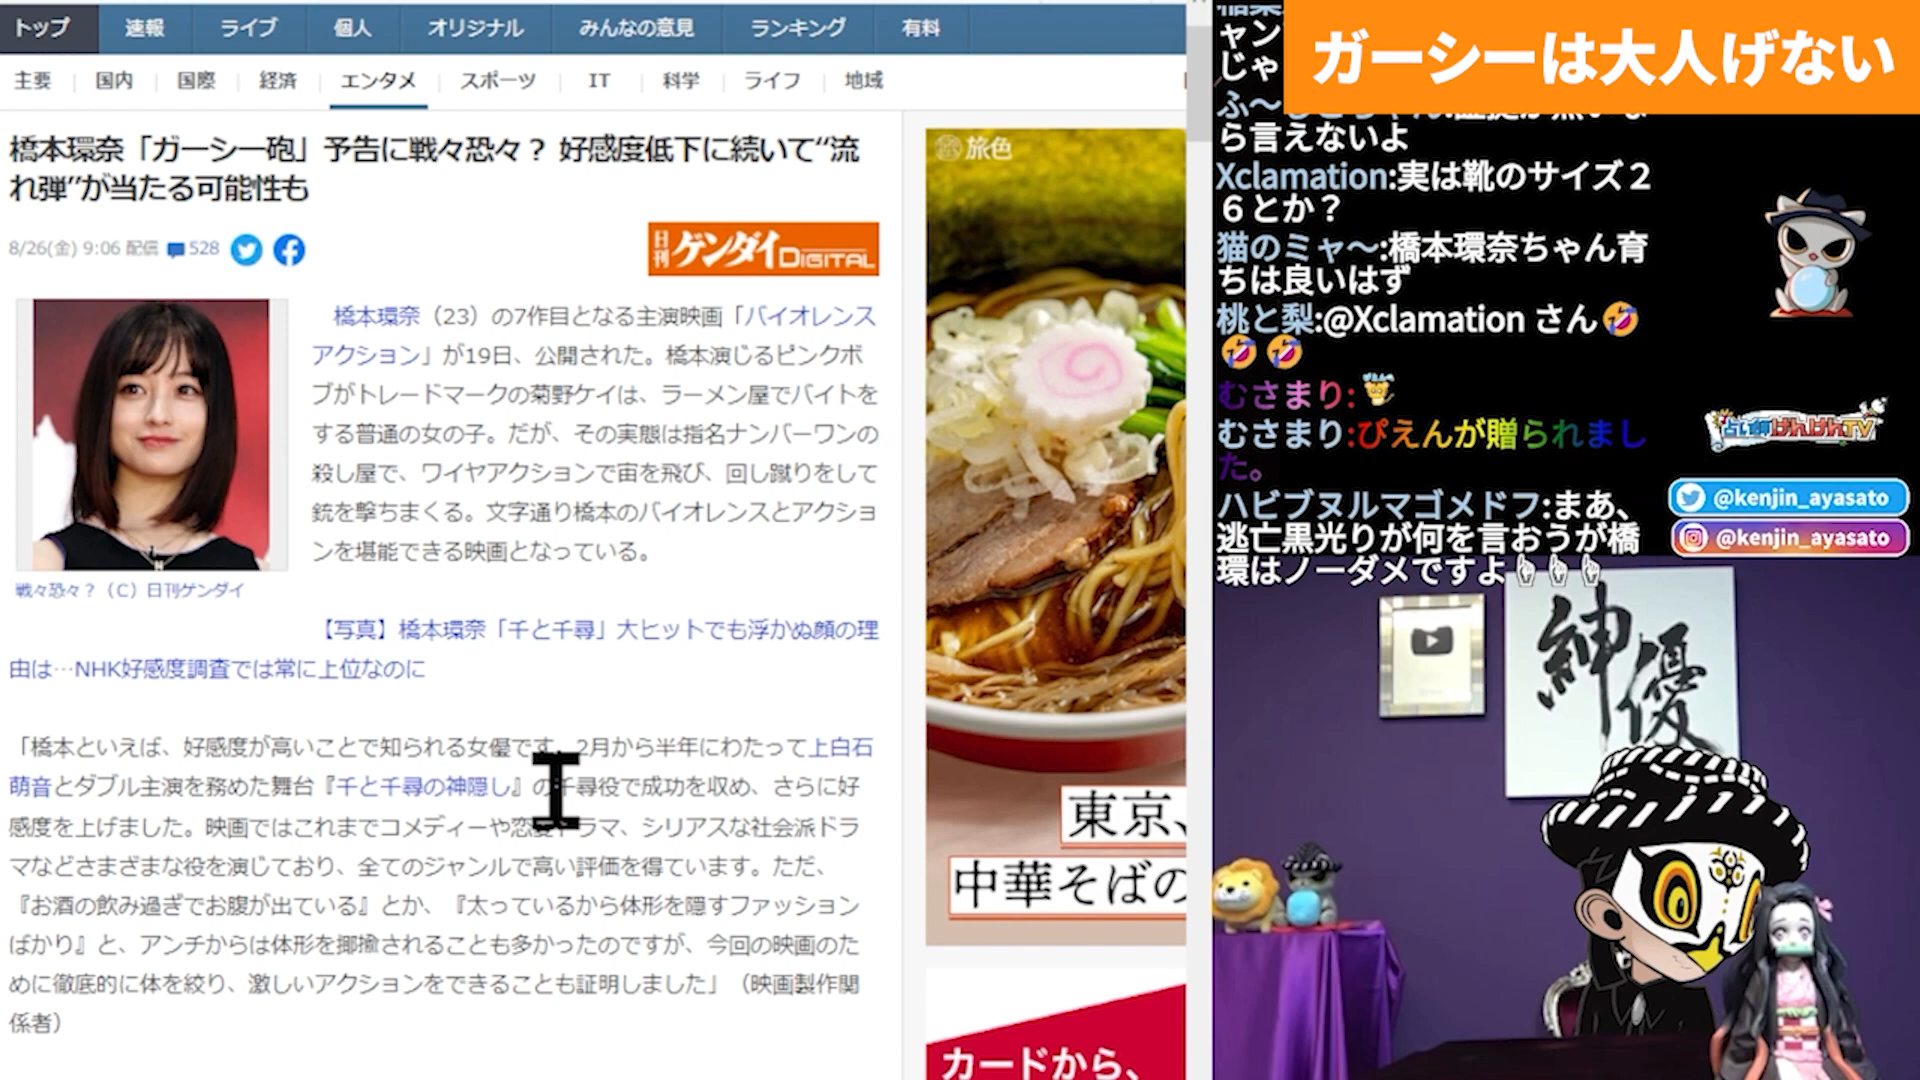 トップ 速報 ライブ 個人 オリジナル みんなの意見 ランキング 有料
主要 国内 国際 経済 エンタメ スポーツ IT 科学 ライフ 地域
橋本環奈「ガーシー砲」予告に戦々恐々？ 好感度低下に続いて“流
れ弾”が当たる可能性も
8/26(金) 9:06 配信 528
日刊ゲンダイDIGITAL
橋本環奈（23）の7作目となる主演映画「バイオレンス
アクション」が19日、公開された。橋本演じるピンクボ
ブがトレードマークの菊野ケイは、ラーメン屋でバイトを
する普通の女の子。だが、その実態は指名ナンバーワンの
殺し屋で、ワイヤアクションで宙を飛び、回し蹴りをして
銃を撃ちまくる。文字通り橋本のバイオレンスとアクショ
ンを堪能できる映画となっている。
戦々恐々？（C）日刊ゲンダイ
【写真】橋本環奈「千と千尋」大ヒットでも浮かぬ顔の理
由は…NHK好感度調査では常に上位なのに
「橋本といえば、好感度が高いことで知られる女優です。2月から半年にわたって上白石
萌音とダブル主演を務めた舞台『千と千尋の神隠し』の千尋役で成功を収め、さらに好
感度を上げました。映画ではこれまでコメディーや恋愛ドラマ、シリアスな社会派ドラ
マなどさまざまな役を演じており、全てのジャンルで高い評価を得ています。ただ、
『お酒の飲み過ぎでお腹が出ている』とか、『太っているから体形を隠すファッション
ばかり』と、アンチからは体形を揶揄されることも多かったのですが、今回の映画のた
めに徹底的に体を絞り、激しいアクションをできることも証明しました」（映画製作関
係者）
旅色
東京、
中華そばの
カードから、
ガーシーは大人げない
ャン
じゃ
ふ～
ら言えないよ
Xclamation:実は靴のサイズ２
６とか？
猫のミャ～:橋本環奈ちゃん育
ちは良いはず
桃と梨:@Xclamation さん🤣
🤣🤣
むさまり:
むさまり:ぴえんが贈られまし
た。
ハビブヌルマゴメドフ:まあ、
逃亡黒光りが何を言おうが橋
環はノーダメですよ
占い師けんけんTV
@kenjin_ayasato
@kenjin_ayasato
紳優